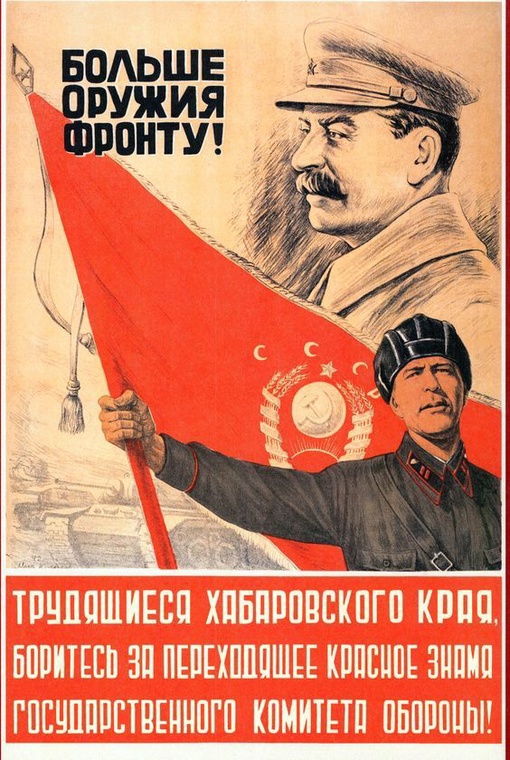 БОЛЬШЕ
ОРУЖИЯ
ФРОНТУ!
ТРУДЯЩИЕСЯ ХАБАРОВСКОГО КРАЯ,
БОРИТЕСЬ ЗА ПЕРЕХОДЯЩЕЕ КРАСНОЕ ЗНАМЯ
ГОСУДАРСТВЕННОГО КОМИТЕТА ОБОРОНЫ!